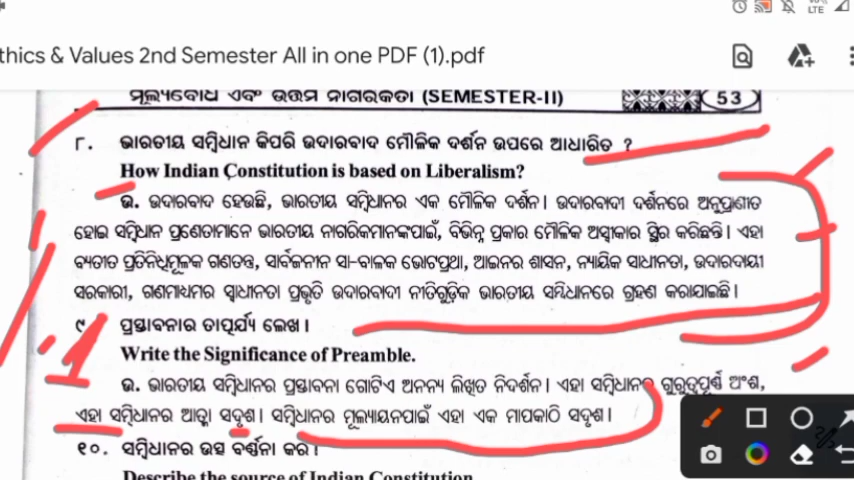 LTE
thics & Values 2nd Semester All in one PDF (1).pdf
ମୂଲ୍ୟବୋଧ ଏବଂ ଉତ୍ତମ ନାଗରିକତା (SEMESTER-II) 53
୮. ଭାରତୀୟ ସମ୍ବିଧାନ କିପରି ଉଦାରବାଦ ମୌଳିକ ଦର୍ଶନ ଉପରେ ଆଧାରିତ ?
How Indian Constitution is based on Liberalism?
ଉ. ଉଦାରବାଦ ହେଉଛି, ଭାରତୀୟ ସମ୍ବିଧାନର ଏକ ମୌଳିକ ଦର୍ଶନ। ଉଦାରବାଦୀ ଦର୍ଶନରେ ଅନୁପ୍ରାଣୀତ
ହୋଇ ସମ୍ବିଧାନ ପ୍ରଣେତାମାନେ ଭାରତୀୟ ନାଗରିକମାନଙ୍କପାଇଁ, ବିଭିନ୍ନ ପ୍ରକାର ମୌଳିକ ଅସ୍ୱୀକାର ସ୍ଥିର କରିଛନ୍ତି। ଏହା
ବ୍ୟତୀତ ପ୍ରତିନିଧିମୂଳକ ଗଣତନ୍ତ୍ର, ସାର୍ବଜନୀନ ସା-ବାଳକ ଭୋଟପ୍ରଥା, ଆଇନର ଶାସନ, ନ୍ୟାୟିକ ସାଧୀନତା, ଉଦାରଦାୟୀ
ସରକାରୀ, ଗଣମାଧ୍ୟମର ସ୍ୱାଧୀନତା ପ୍ରଭୃତି ଉଦାରବାଦୀ ନୀତିଗୁଡ଼ିକ ଭାରତୀୟ ସମ୍ବିଧାନରେ ଗ୍ରହଣ କରାଯାଇଛି।
୯. ପ୍ରସ୍ତାବନାର ତାତ୍ପର୍ଯ୍ୟ ଲେଖ।
Write the Significance of Preamble.
ଉ. ଭାରତୀୟ ସମ୍ବିଧାନର ପ୍ରସ୍ତାବନା ଗୋଟିଏ ଅନନ୍ୟ ଲିଖିତ ନିଦର୍ଶନ। ଏହା ସମ୍ବିଧାନର ଗୁରୁତ୍ୱପୂର୍ଣ୍ଣ ଅଂଶ,
ଏହା ସମ୍ବିଧାନର ଆତ୍ମା ସଦୃଶ। ସମ୍ବିଧାନର ମୂଲ୍ୟାୟନପାଇଁ ଏହା ଏକ ମାପକାଠି ସଦୃଶ।
୧୦. ସମ୍ବିଧାନର ଉତ୍ସ ବର୍ଣ୍ଣନା କର।
Describe the source of Indian Constitution